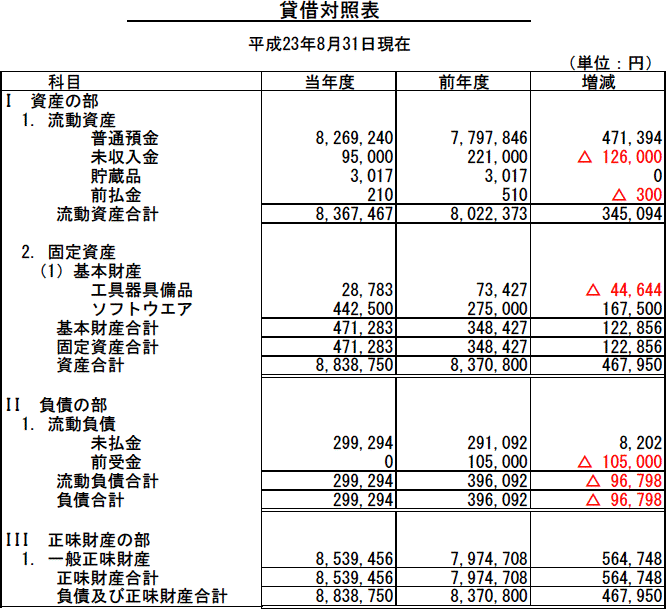 貸借対照表
平成23年8月31日現在
（単位：円）
科目 当年度 前年度 増減
I 資産の部
1. 流動資産
普通預金 8,269,240 7,797,846 471,394
未収入金 95,000 221,000 △ 126,000
貯蔵品 3,017 3,017 0
前払金 210 510 △ 300
流動資産合計 8,367,467 8,022,373 345,094
2. 固定資産
（1）基本財産
工具器具備品 28,783 73,427 △ 44,644
ソフトウエア 442,500 275,000 167,500
基本財産合計 471,283 348,427 122,856
固定資産合計 471,283 348,427 122,856
資産合計 8,838,750 8,370,800 467,950
II 負債の部
1. 流動負債
未払金 299,294 291,092 8,202
前受金 0 105,000 △ 105,000
流動負債合計 299,294 396,092 △ 96,798
負債合計 299,294 396,092 △ 96,798
III 正味財産の部
1. 一般正味財産 8,539,456 7,974,708 564,748
正味財産合計 8,539,456 7,974,708 564,748
負債及び正味財産合計 8,838,750 8,370,800 467,950